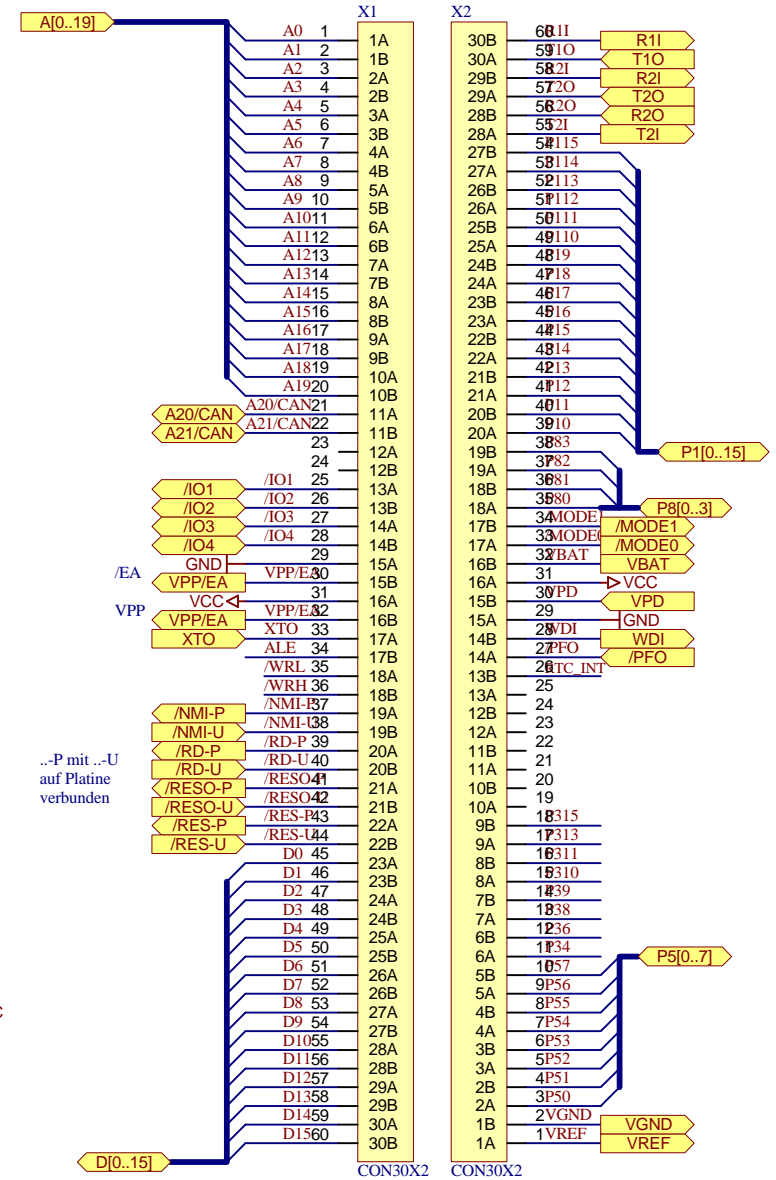 A[0..19] X1 X2
A0 1 1A 30B 60 R1I R1I
A1 2 1B 30A 59 T1O T1O
A2 3 2A 29B 58 R2I R2I
A3 4 2B 29A 57 T2O T2O
A4 5 3A 28B 56 R2O R2O
A5 6 3B 28A 55 T2I T2I
A6 7 4A 27B 54 P115
A7 8 4B 27A 53 P114
A8 9 5A 26B 52 P113
A9 10 5B 26A 51 P112
A10 11 6A 25B 50 P111
A11 12 6B 25A 49 P110
A12 13 7A 24B 48 P19
A13 14 7B 24A 47 P18
A14 15 8A 23B 46 P17
A15 16 8B 23A 45 P16
A16 17 9A 22B 44 P15
A17 18 9B 22A 43 P14
A18 19 10A 21B 42 P13
A19 20 10B 21A 41 P12
A20/CAN A20/CAN 21 11A 20B 40 P11
A21/CAN A21/CAN 22 11B 20A 39 P10
23 12A 19B 38 P83 P1[0..15]
24 12B 19A 37 P82
/IO1 /IO1 25 13A 18B 36 P81
/IO2 /IO2 26 13B 18A 35 P80 P8[0..3]
/IO3 /IO3 27 14A 17B 34 /MODE1 /MODE1
/IO4 /IO4 28 14B 17A 33 /MODE0 /MODE0
GND 29 15A 16B 32 VBAT VBAT
/EA VPP/EA VPP/EA 30 15B 16A 31 VCC
VCC 31 16A 15B 30 VPD VPD
VPP VPP/EA VPP/EA 32 16B 15A 29 GND
XTO XTO 33 17A 14B 28 WDI WDI
ALE 34 17B 14A 27 /PFO /PFO
/WRL 35 18A 13B 26 RTC_INT
/WRH 36 18B 13A 25
/NMI-P /NMI-P 37 19A 12B 24
/NMI-U /NMI-U 38 19B 12A 23
/RD-P /RD-P 39 20A 11B 22
/RD-U /RD-U 40 20B 11A 21
/RESO-P /RESO-P 41 21A 10B 20
/RESO-U /RESO-U 42 21B 10A 19
/RES-P /RES-P 43 22A 9B 18 P315
/RES-U /RES-U 44 22B 9A 17 P313
..-P mit ..-U
auf Platine
verbunden
D0 45 23A 8B 16 P311
D1 46 23B 8A 15 P310
D2 47 24A 7B 14 P39
D3 48 24B 7A 13 P38
D4 49 25A 6B 12 P36
D5 50 25B 6A 11 P34
D6 51 26A 5B 10 P57 P5[0..7]
D7 52 26B 5A 9 P56
D8 53 27A 4B 8 P55
D9 54 27B 4A 7 P54
D10 55 28A 3B 6 P53
D11 56 28B 3A 5 P52
D12 57 29A 2B 4 P51
D13 58 29B 2A 3 P50
D14 59 30A 1B 2 VGND VGND
D15 60 30B 1A 1 VREF VREF
D[0..15] CON30X2 CON30X2